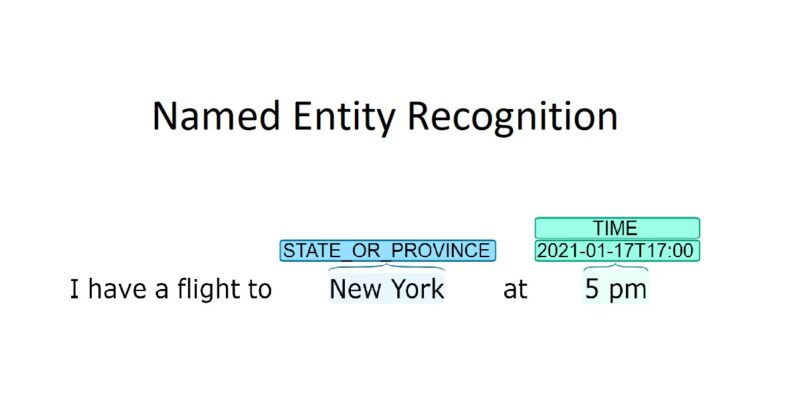 Named Entity Recognition
TIME
STATE_OR_PROVINCE 2021-01-17T17:00
I have a flight to New York at 5 pm